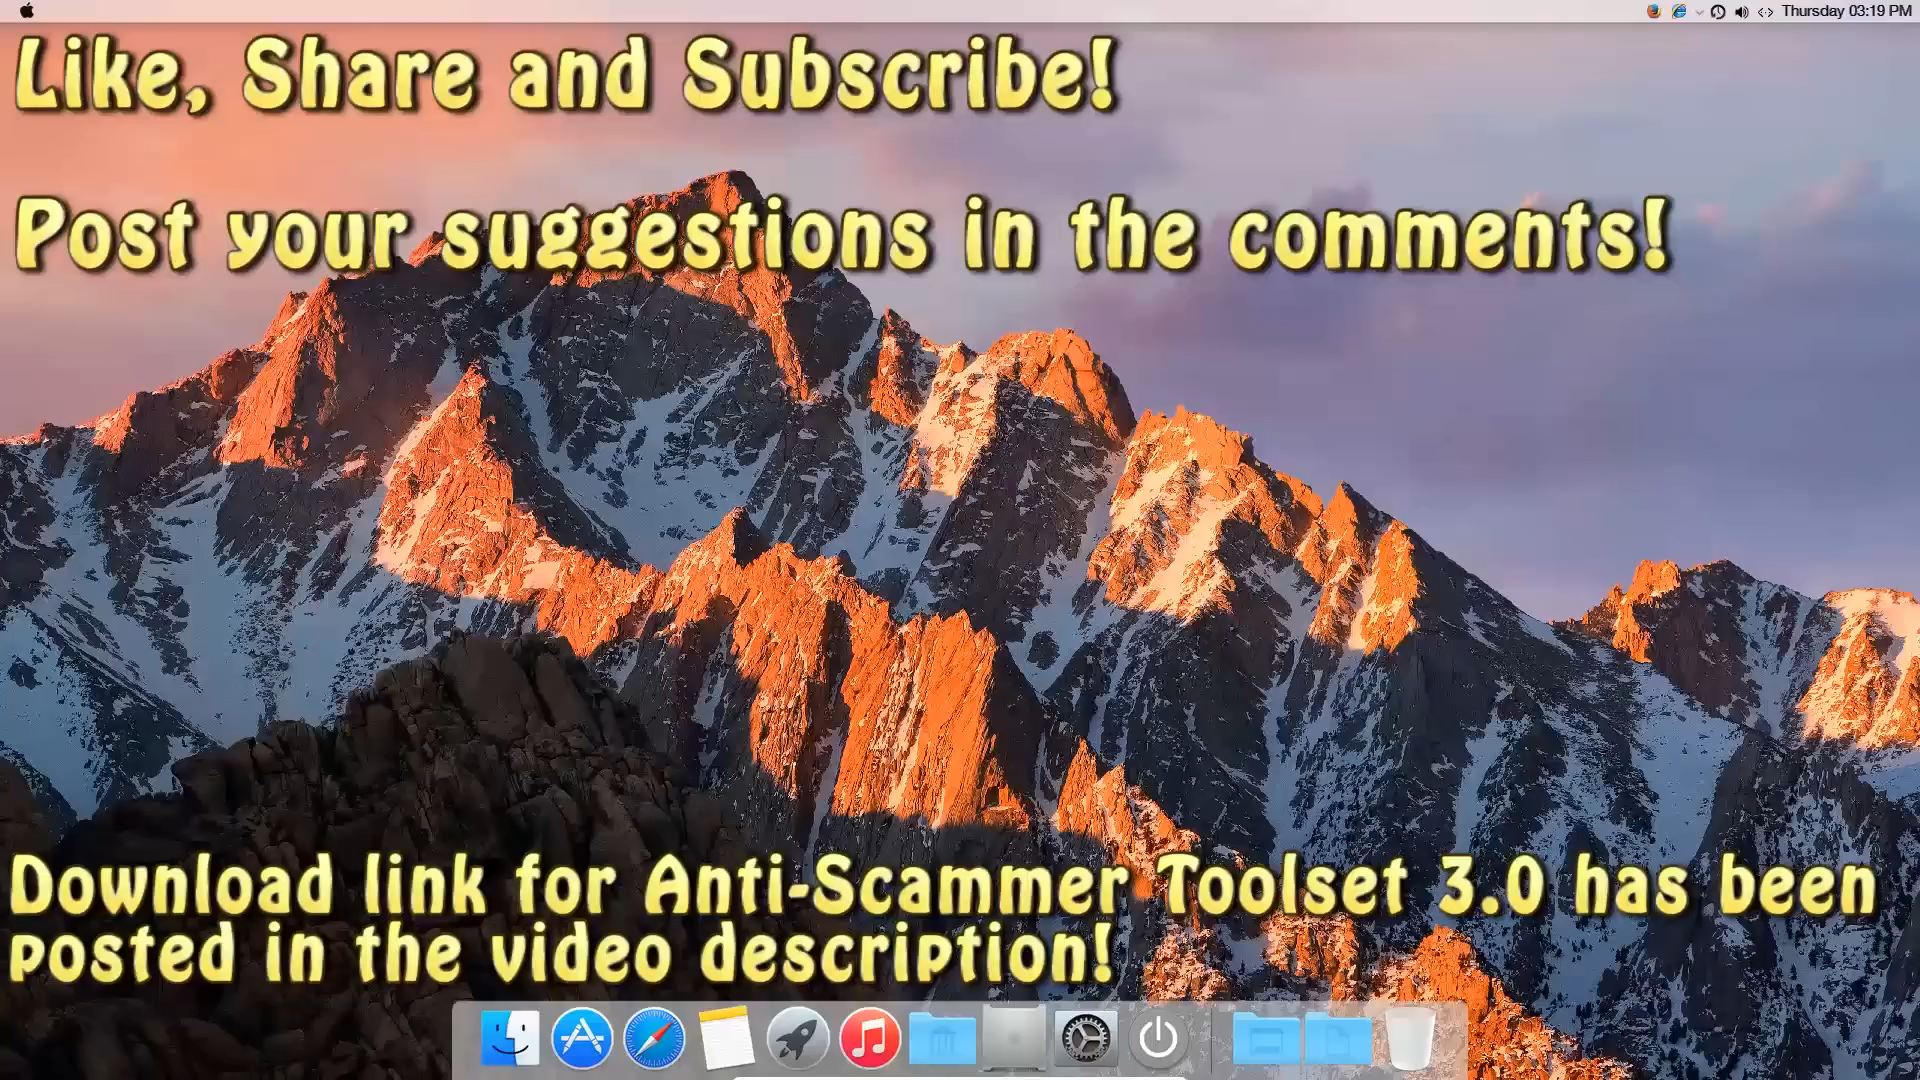 Thursday 03:19 PM
Like, Share and Subscribe!
Post your suggestions in the comments!
Download link for Anti-Scammer Toolset 3.0 has been
posted in the video description!